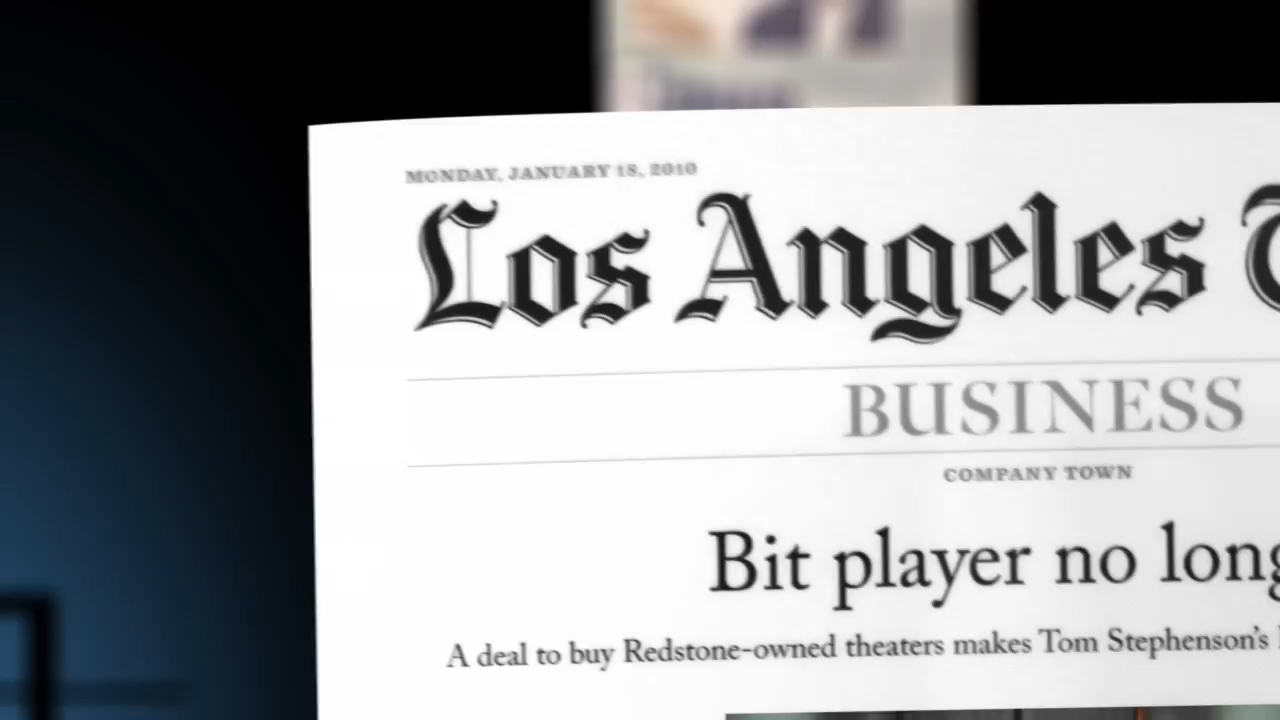 MONDAY, JANUARY 18, 2010
Los Angeles
BUSINESS
COMPANY TOWN
Bit player no long
A deal to buy Redstone-owned theaters makes Tom Stephenson's